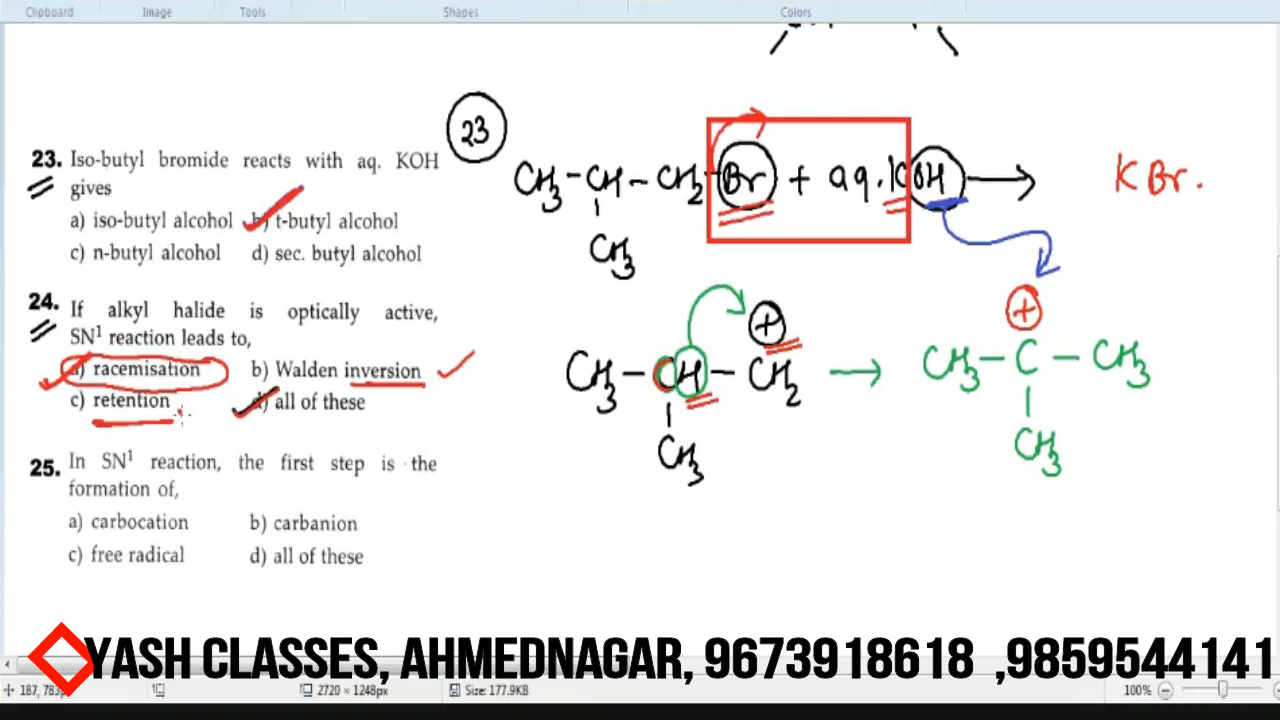 Clipboard Image Tools Shapes Colors
23. Iso-butyl bromide reacts with aq. KOH
gives
a) iso-butyl alcohol b) t-butyl alcohol
c) n-butyl alcohol d) sec. butyl alcohol
24. If alkyl halide is optically active,
SN¹ reaction leads to,
a) racemisation b) Walden inversion
c) retention d) all of these
25. In SN¹ reaction, the first step is the
formation of,
a) carbocation b) carbanion
c) free radical d) all of these
23
CH₃-CH-CH₂-Br + aq.KOH → KBr.
CH₃
CH₃-CH-CH₂ + → CH₃-C-CH₃ +
CH₃ CH₃
YASH CLASSES, AHMEDNAGAR, 9673918618 ,9859544141
187, 783px 2720 × 1248px Size: 177.9KB 100%